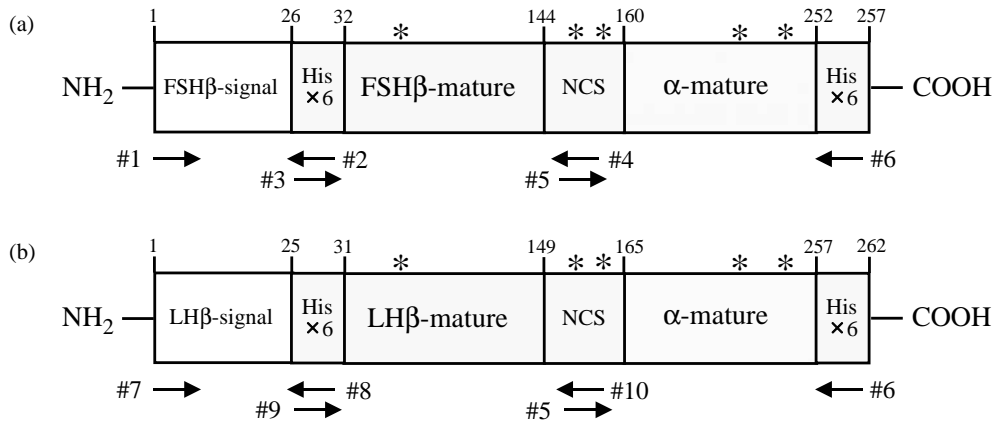 (a)
1 26 32 144 160 252 257
* * * * *
NH2 FSHβ-signal His ×6 FSHβ-mature NCS α-mature His ×6 COOH
#1 #2 #4 #6
#3 #5
(b)
1 25 31 149 165 257 262
* * * * *
NH2 LHβ-signal His ×6 LHβ-mature NCS α-mature His ×6 COOH
#7 #8 #10 #6
#9 #5